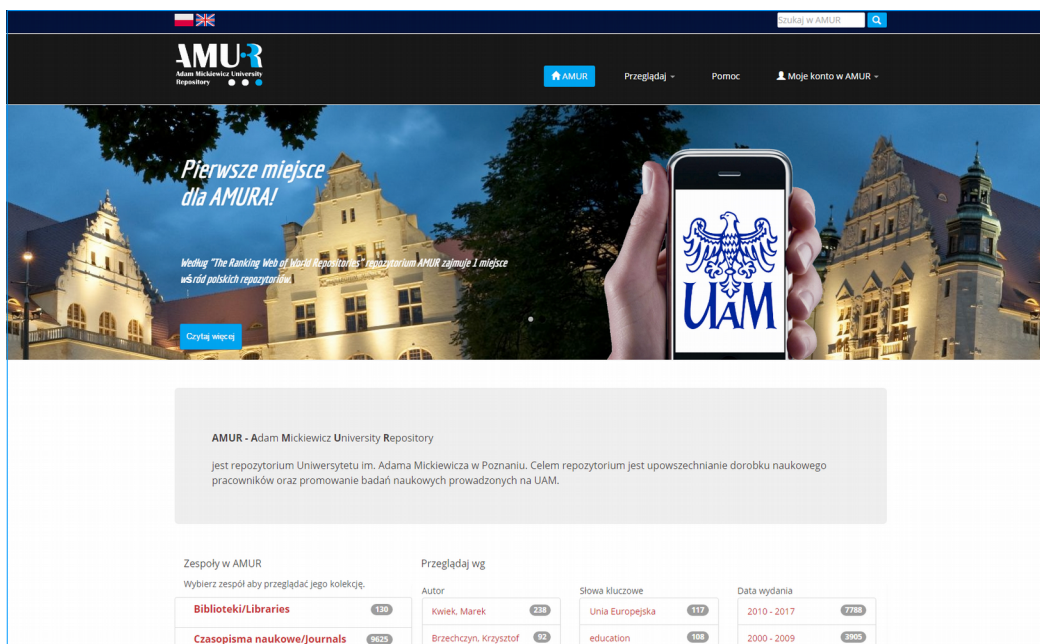 Szukaj w AMUR
AMUR
Adam Mickiewicz University
Repository
AMUR
Przeglądaj
Pomoc
Moje konto w AMUR
Pierwsze miejsce
dla AMURA!
Według "The Ranking Web of World Repositories" repozytorium AMUR zajmuje 1 miejsce
wśród polskich repozytoriów.
Czytaj więcej
UAM
AMUR - Adam Mickiewicz University Repository
jest repozytorium Uniwersytetu im. Adama Mickiewicza w Poznaniu. Celem repozytorium jest upowszechnianie dorobku naukowego
pracowników oraz promowanie badań naukowych prowadzonych na UAM.
Zespoły w AMUR
Wybierz zespół aby przeglądać jego kolekcję.
Biblioteki/Libraries 130
Czasopisma naukowe/Journals 9625
Przeglądaj wg
Autor
Kwiek, Marek 238
Brzechczyn, Krzysztof 92
Słowa kluczowe
Unia Europejska 117
education 108
Data wydania
2010 - 2017 7788
2000 - 2009 3905